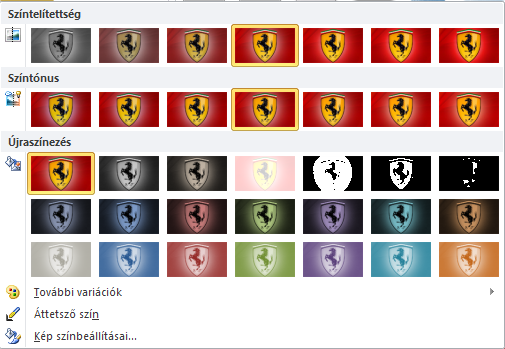 Színtelítettség
Színtónus
Újraszínezés
További variációk
Áttetsző szín
Kép színbeállításai...